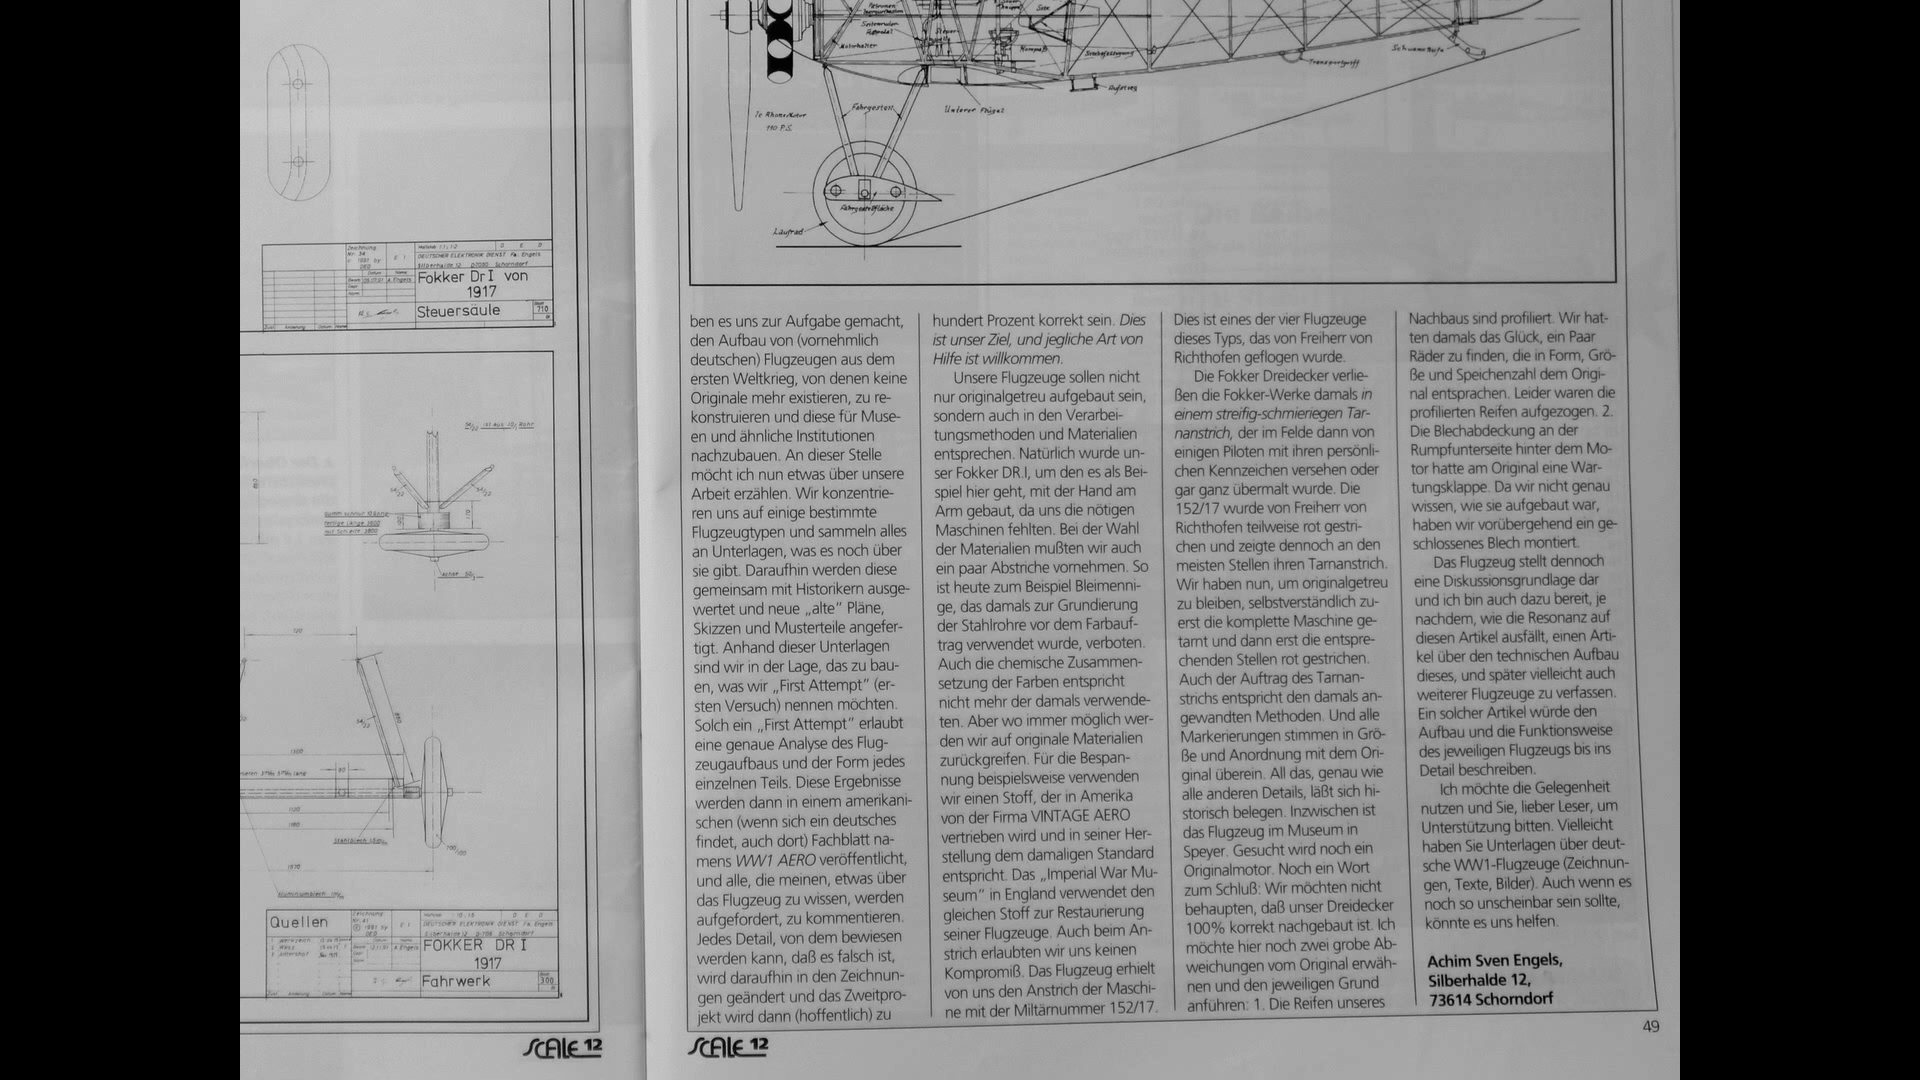 Fokker Dr I von
1917
Steuersäule
DEUTSCHER ELEKTRONIK DIENST Fa. Engels
Silberhalde 12 D7060 Schorndorf
Quellen
DEUTSCHER ELEKTRONIK DIENST Fa. Engels
FOKKER DR I
1917
Fahrwerk
SCALE 12
Seitenruder
Motorhalter
Kompaß
Transportgriff
Aufstieg
Fahrgestell
Unterer Flügel
110 P.S.
Fahrgestellfläche
Laufrad
ben es uns zur Aufgabe gemacht,
den Aufbau von (vornehmlich
deutschen) Flugzeugen aus dem
ersten Weltkrieg, von denen keine
Originale mehr existieren, zu re-
konstruieren und diese für Muse-
en und ähnliche Institutionen
nachzubauen. An dieser Stelle
möcht ich nun etwas über unsere
Arbeit erzählen. Wir konzentrie-
ren uns auf einige bestimmte
Flugzeugtypen und sammeln alles
an Unterlagen, was es noch über
sie gibt. Daraufhin werden diese
gemeinsam mit Historikern ausge-
wertet und neue „alte" Pläne,
Skizzen und Musterteile angefer-
tigt. Anhand dieser Unterlagen
sind wir in der Lage, das zu bau-
en, was wir „First Attempt" (er-
sten Versuch) nennen möchten.
Solch ein „First Attempt" erlaubt
eine genaue Analyse des Flug-
zeugaufbaus und der Form jedes
einzelnen Teils. Diese Ergebnisse
werden dann in einem amerikani-
schen (wenn sich ein deutsches
findet, auch dort) Fachblatt na-
mens WW1 AERO veröffentlicht,
und alle, die meinen, etwas über
das Flugzeug zu wissen, werden
aufgefordert, zu kommentieren.
Jedes Detail, von dem bewiesen
werden kann, daß es falsch ist,
wird daraufhin in den Zeichnun-
gen geändert und das Zweitpro-
jekt wird dann (hoffentlich) zu
hundert Prozent korrekt sein. Dies
ist unser Ziel, und jegliche Art von
Hilfe ist willkommen.
Unsere Flugzeuge sollen nicht
nur originalgetreu aufgebaut sein,
sondern auch in den Verarbei-
tungsmethoden und Materialien
entsprechen. Natürlich wurde un-
ser Fokker DR.I, um den es als Bei-
spiel hier geht, mit der Hand am
Arm gebaut, da uns die nötigen
Maschinen fehlten. Bei der Wahl
der Materialien mußten wir auch
ein paar Abstriche vornehmen. So
ist heute zum Beispiel Bleimenni-
ge, das damals zur Grundierung
der Stahlrohre vor dem Farbauf-
trag verwendet wurde, verboten.
Auch die chemische Zusammen-
setzung der Farben entspricht
nicht mehr der damals verwende-
ten. Aber wo immer möglich wer-
den wir auf originale Materialien
zurückgreifen. Für die Bespan-
nung beispielsweise verwenden
wir einen Stoff, der in Amerika
von der Firma VINTAGE AERO
vertrieben wird und in seiner Her-
stellung dem damaligen Standard
entspricht. Das „Imperial War Mu-
seum" in England verwendet den
gleichen Stoff zur Restaurierung
seiner Flugzeuge. Auch beim An-
strich erlaubten wir uns keinen
Kompromiß. Das Flugzeug erhielt
von uns den Anstrich der Maschi-
ne mit der Militärnummer 152/17.
Dies ist eines der vier Flugzeuge
dieses Typs, das von Freiherr von
Richthofen geflogen wurde.
Die Fokker Dreidecker verlie-
ßen die Fokker-Werke damals in
einem streifig-schmieriegen Tar-
nanstrich, der im Felde dann von
einigen Piloten mit ihren persönli-
chen Kennzeichen versehen oder
gar ganz übermalt wurde. Die
152/17 wurde von Freiherr von
Richthofen teilweise rot gestri-
chen und zeigte dennoch an den
meisten Stellen ihren Tarnanstrich.
Wir haben nun, um originalgetreu
zu bleiben, selbstverständlich zu-
erst die komplette Maschine ge-
tarnt und dann erst die entspre-
chenden Stellen rot gestrichen.
Auch der Auftrag des Tarnan-
strichs entspricht den damals an-
gewandten Methoden. Und alle
Markerierungen stimmen in Grö-
ße und Anordnung mit dem Ori-
ginal überein. All das, genau wie
alle anderen Details, läßt sich hi-
storisch belegen. Inzwischen ist
das Flugzeug im Museum in
Speyer. Gesucht wird noch ein
Originalmotor. Noch ein Wort
zum Schluß: Wir möchten nicht
behaupten, daß unser Dreidecker
100% korrekt nachgebaut ist. Ich
möchte hier noch zwei grobe Ab-
weichungen vom Original erwäh-
nen und den jeweiligen Grund
anführen: 1. Die Reifen unseres
Nachbaus sind profiliert. Wir hat-
ten damals das Glück, ein Paar
Räder zu finden, die in Form, Grö-
ße und Speichenzahl dem Origi-
nal entsprachen. Leider waren die
profilierten Reifen aufgezogen. 2.
Die Blechabdeckung an der
Rumpfunterseite hinter dem Mo-
tor hatte am Original eine War-
tungsklappe. Da wir nicht genau
wissen, wie sie aufgebaut war,
haben wir vorübergehend ein ge-
schlossenes Blech montiert.
Das Flugzeug stellt dennoch
eine Diskussionsgrundlage dar
und ich bin auch dazu bereit, je
nachdem, wie die Resonanz auf
diesen Artikel ausfällt, einen Arti-
kel über den technischen Aufbau
dieses, und später vielleicht auch
weiterer Flugzeuge zu verfassen.
Ein solcher Artikel würde den
Aufbau und die Funktionsweise
des jeweiligen Flugzeugs bis ins
Detail beschreiben.
Ich möchte die Gelegenheit
nutzen und Sie, lieber Leser, um
Unterstützung bitten. Vielleicht
haben Sie Unterlagen über deut-
sche WW1-Flugzeuge (Zeichnun-
gen, Texte, Bilder). Auch wenn es
noch so unscheinbar sein sollte,
könnte es uns helfen.
Achim Sven Engels,
Silberhalde 12,
73614 Schorndorf
SCALE 12
49